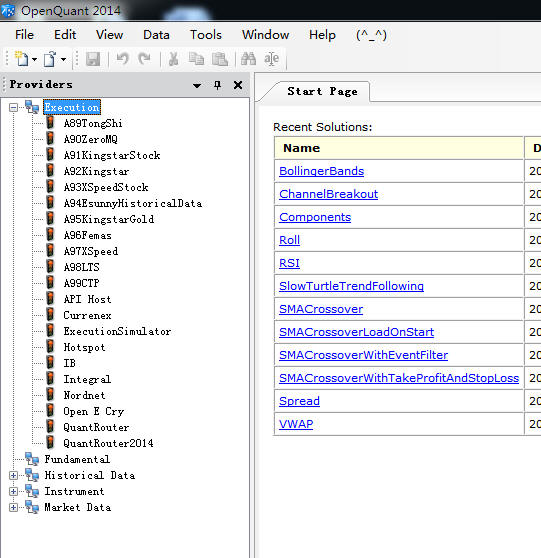 OpenQuant 2014
File Edit View Data Tools Window Help (^_^)
Providers
Execution
A89TongShi
A90ZeroMQ
A91KingstarStock
A92Kingstar
A93XSpeedStock
A94EsunnyHistoricalData
A95KingstarGold
A96Femas
A97XSpeed
A98LTS
A99CTP
API Host
Currenex
ExecutionSimulator
Hotspot
IB
Integral
Nordnet
Open E Cry
QuantRouter
QuantRouter2014
Fundamental
Historical Data
Instrument
Market Data
Start Page
Recent Solutions:
Name D
BollingerBands 20
ChannelBreakout 20
Components 20
Roll 20
RSI 20
SlowTurtleTrendFollowing 20
SMACrossover 20
SMACrossoverLoadOnStart 20
SMACrossoverWithEventFilter 20
SMACrossoverWithTakeProfitAndStopLoss 20
Spread 20
VWAP 20